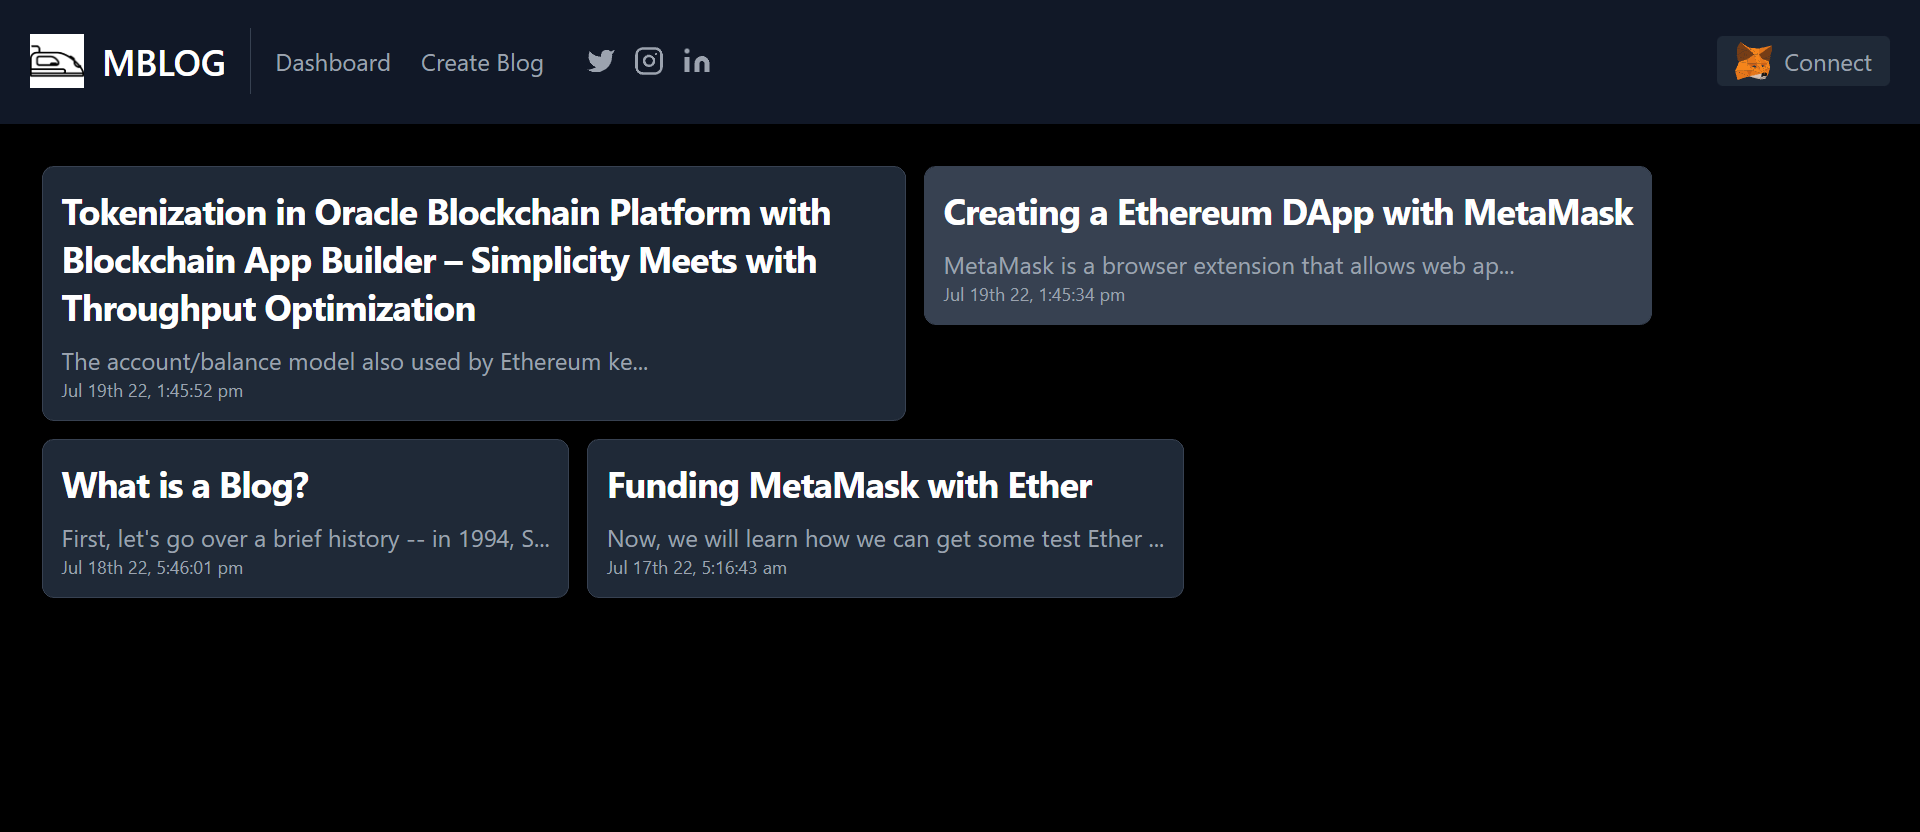 MBLOG
Dashboard
Create Blog
Connect
Tokenization in Oracle Blockchain Platform with
Blockchain App Builder – Simplicity Meets with
Throughput Optimization
The account/balance model also used by Ethereum ke...
Jul 19th 22, 1:45:52 pm
Creating a Ethereum DApp with MetaMask
MetaMask is a browser extension that allows web ap...
Jul 19th 22, 1:45:34 pm
What is a Blog?
First, let's go over a brief history -- in 1994, S...
Jul 18th 22, 5:46:01 pm
Funding MetaMask with Ether
Now, we will learn how we can get some test Ether ...
Jul 17th 22, 5:16:43 am